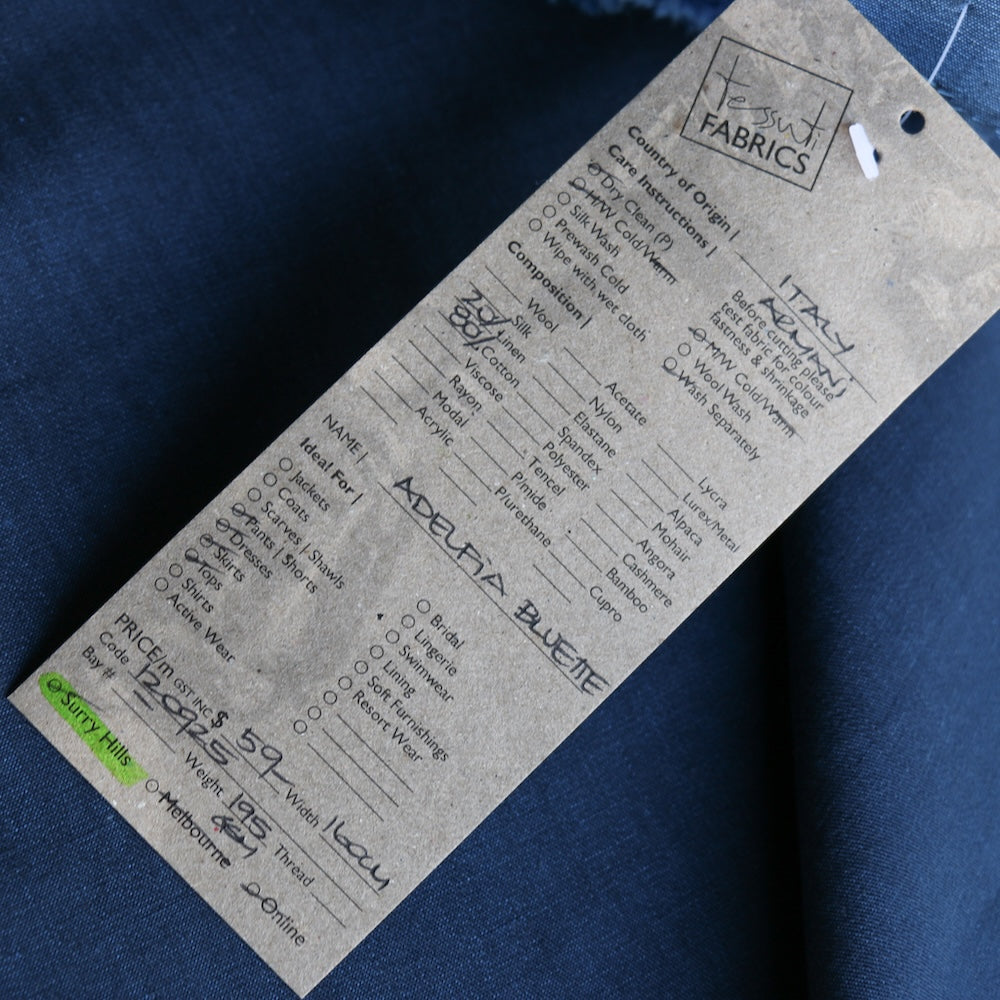 Tessuti
FABRICS
Country of Origin | ITALY
ARMANI
Care Instructions |
Before cutting please
test fabric for colour
fastness & shrinkage
Dry Clean (P)
H/W Cold/Warm
Silk Wash
Prewash Cold
Wipe with wet cloth
M/W Cold/Warm
Wool Wash
Wash Separately
Composition |
Wool
Silk
20% Linen
80% Cotton
Viscose
Rayon
Modal
Acrylic
Acetate
Nylon
Elastane
Spandex
Polyester
Tencel
P/mide
Plurethane
Lycra
Lurex/Metal
Alpaca
Mohair
Angora
Cashmere
Bamboo
Cupro
NAME | ADELFIA BLUETTE
Ideal For |
Jackets
Coats
Scarves | Shawls
Pants | Shorts
Dresses
Skirts
Tops
Shirts
Active Wear
Bridal
Lingerie
Swimwear
Lining
Soft Furnishings
Resort Wear
PRICE/m GST INC $ 59- Width 160cm
Code 120925 Weight 195 GSM Thread
Bay #
Surry Hills Melbourne Online